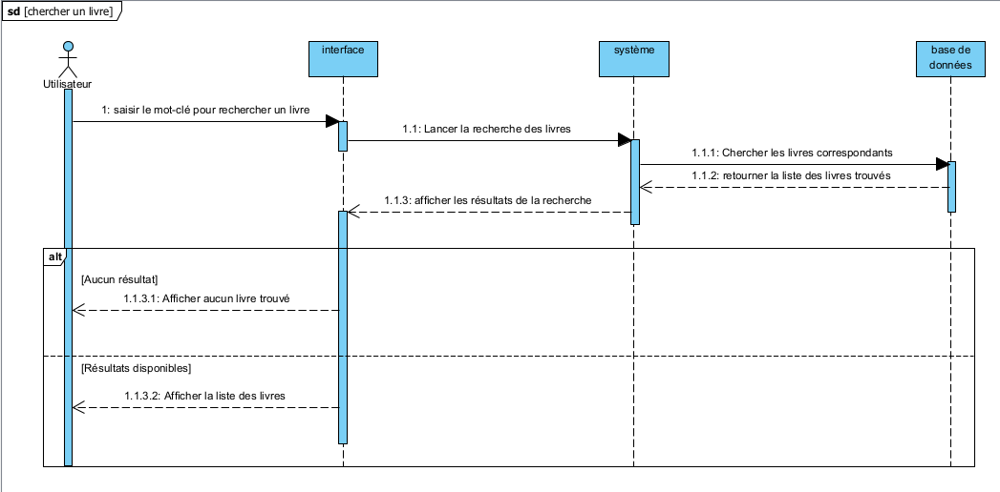 sd [chercher un livre]
interface
système
base de
données
Utilisateur
1: saisir le mot-clé pour rechercher un livre
1.1: Lancer la recherche des livres
1.1.1: Chercher les livres correspondants
1.1.2: retourner la liste des livres trouvés
1.1.3: afficher les résultats de la recherche
alt
[Aucun résultat]
1.1.3.1: Afficher aucun livre trouvé
[Résultats disponibles]
1.1.3.2: Afficher la liste des livres